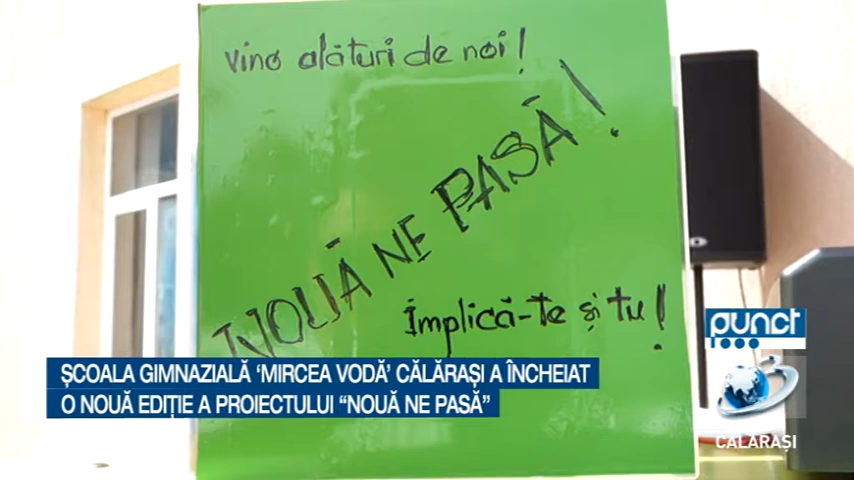 Vino alături de noi!
NOUĂ NE PASĂ!
Implică-te și tu!
punct
1000
ȘCOALA GIMNAZIALĂ ‘MIRCEA VODĂ’ CĂLĂRAȘI A ÎNCHEIAT
O NOUĂ EDIȚIE A PROIECTULUI “NOUĂ NE PASĂ”
CĂLĂRAȘI